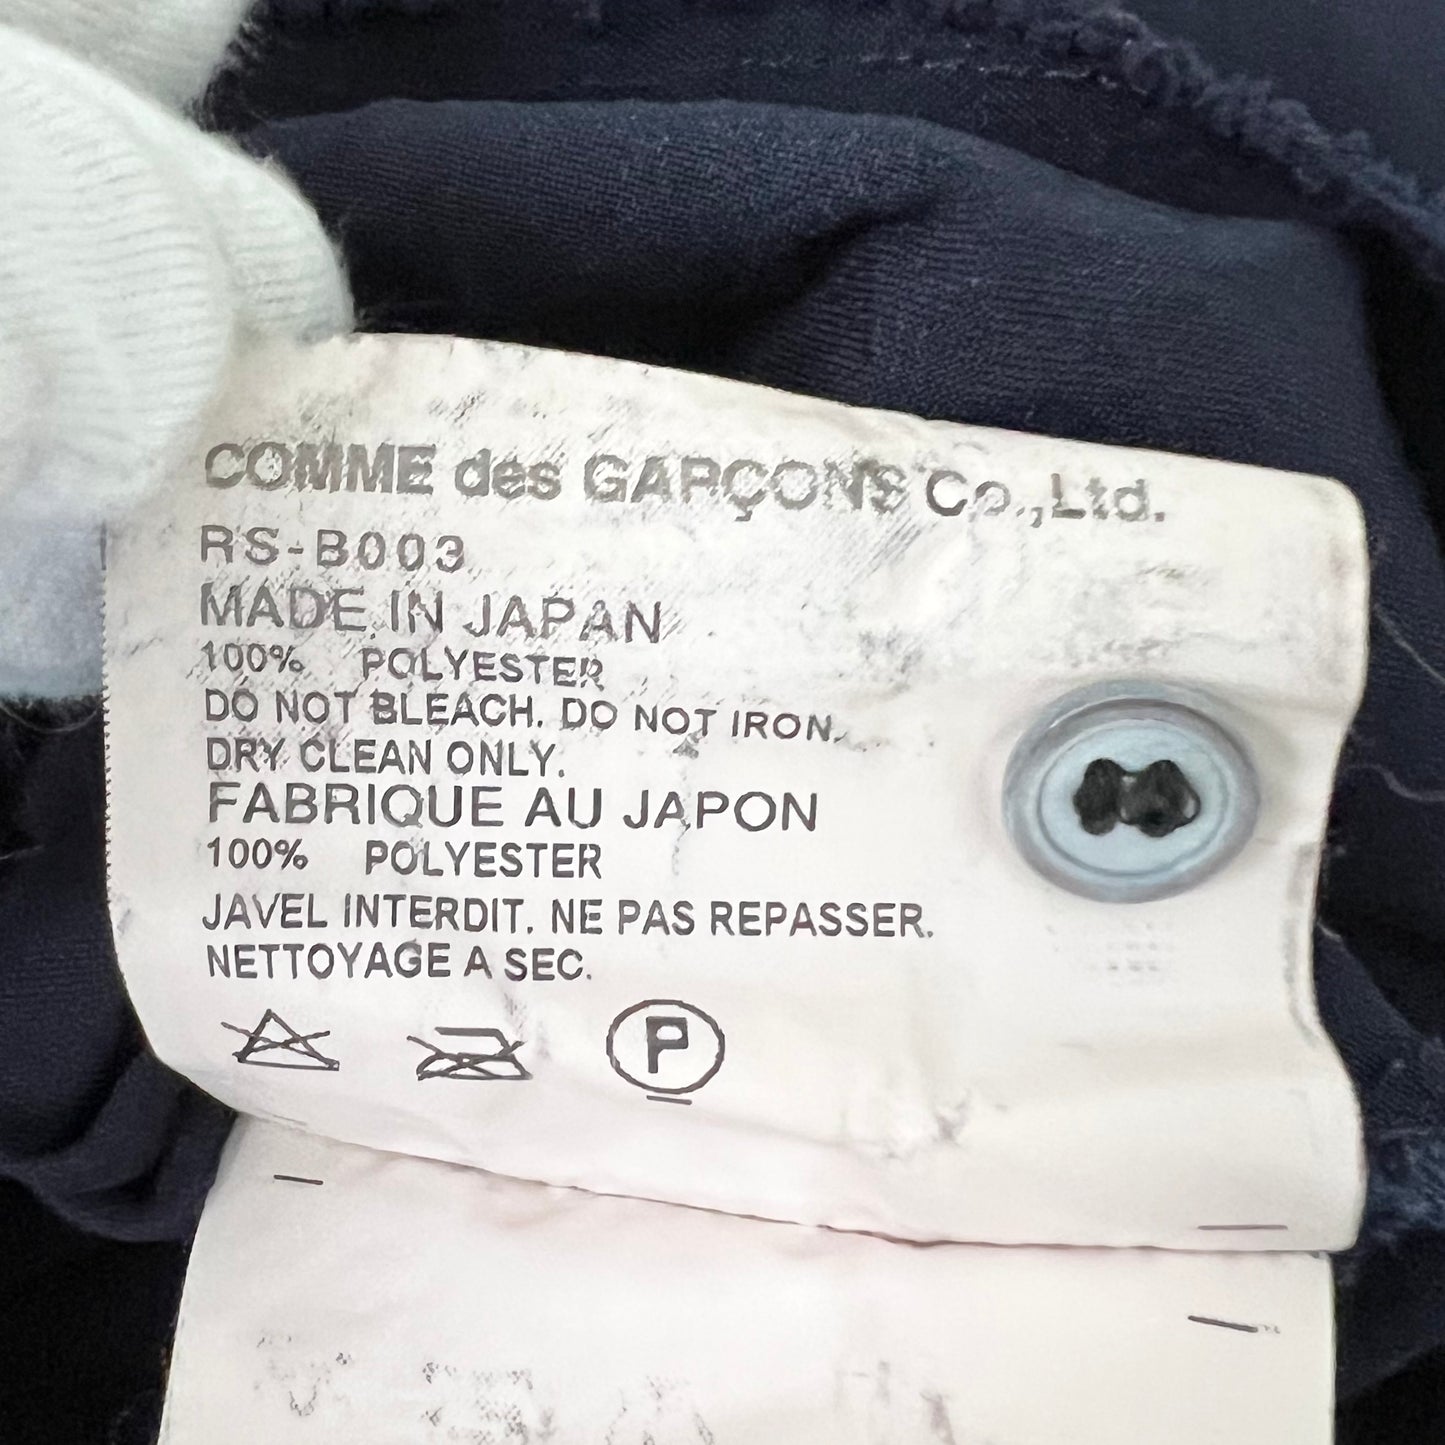 COMME des GARÇONS Co.,Ltd.
RS-B003
MADE IN JAPAN
100% POLYESTER
DO NOT BLEACH. DO NOT IRON.
DRY CLEAN ONLY.
FABRIQUE AU JAPON
100% POLYESTER
JAVEL INTERDIT. NE PAS REPASSER.
NETTOYAGE A SEC.
P